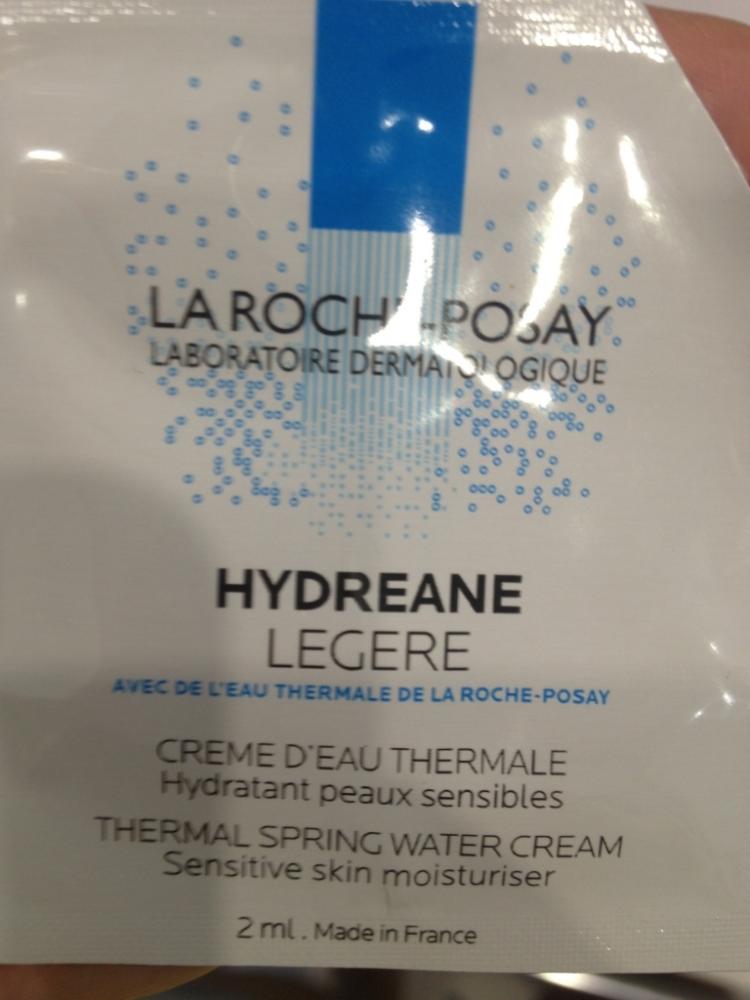 LA ROCHE-POSAY
LABORATOIRE DERMATOLOGIQUE
HYDREANE
LEGERE
AVEC DE L'EAU THERMALE DE LA ROCHE-POSAY
CREME D'EAU THERMALE
Hydratant peaux sensibles
THERMAL SPRING WATER CREAM
Sensitive skin moisturiser
2 ml . Made in France